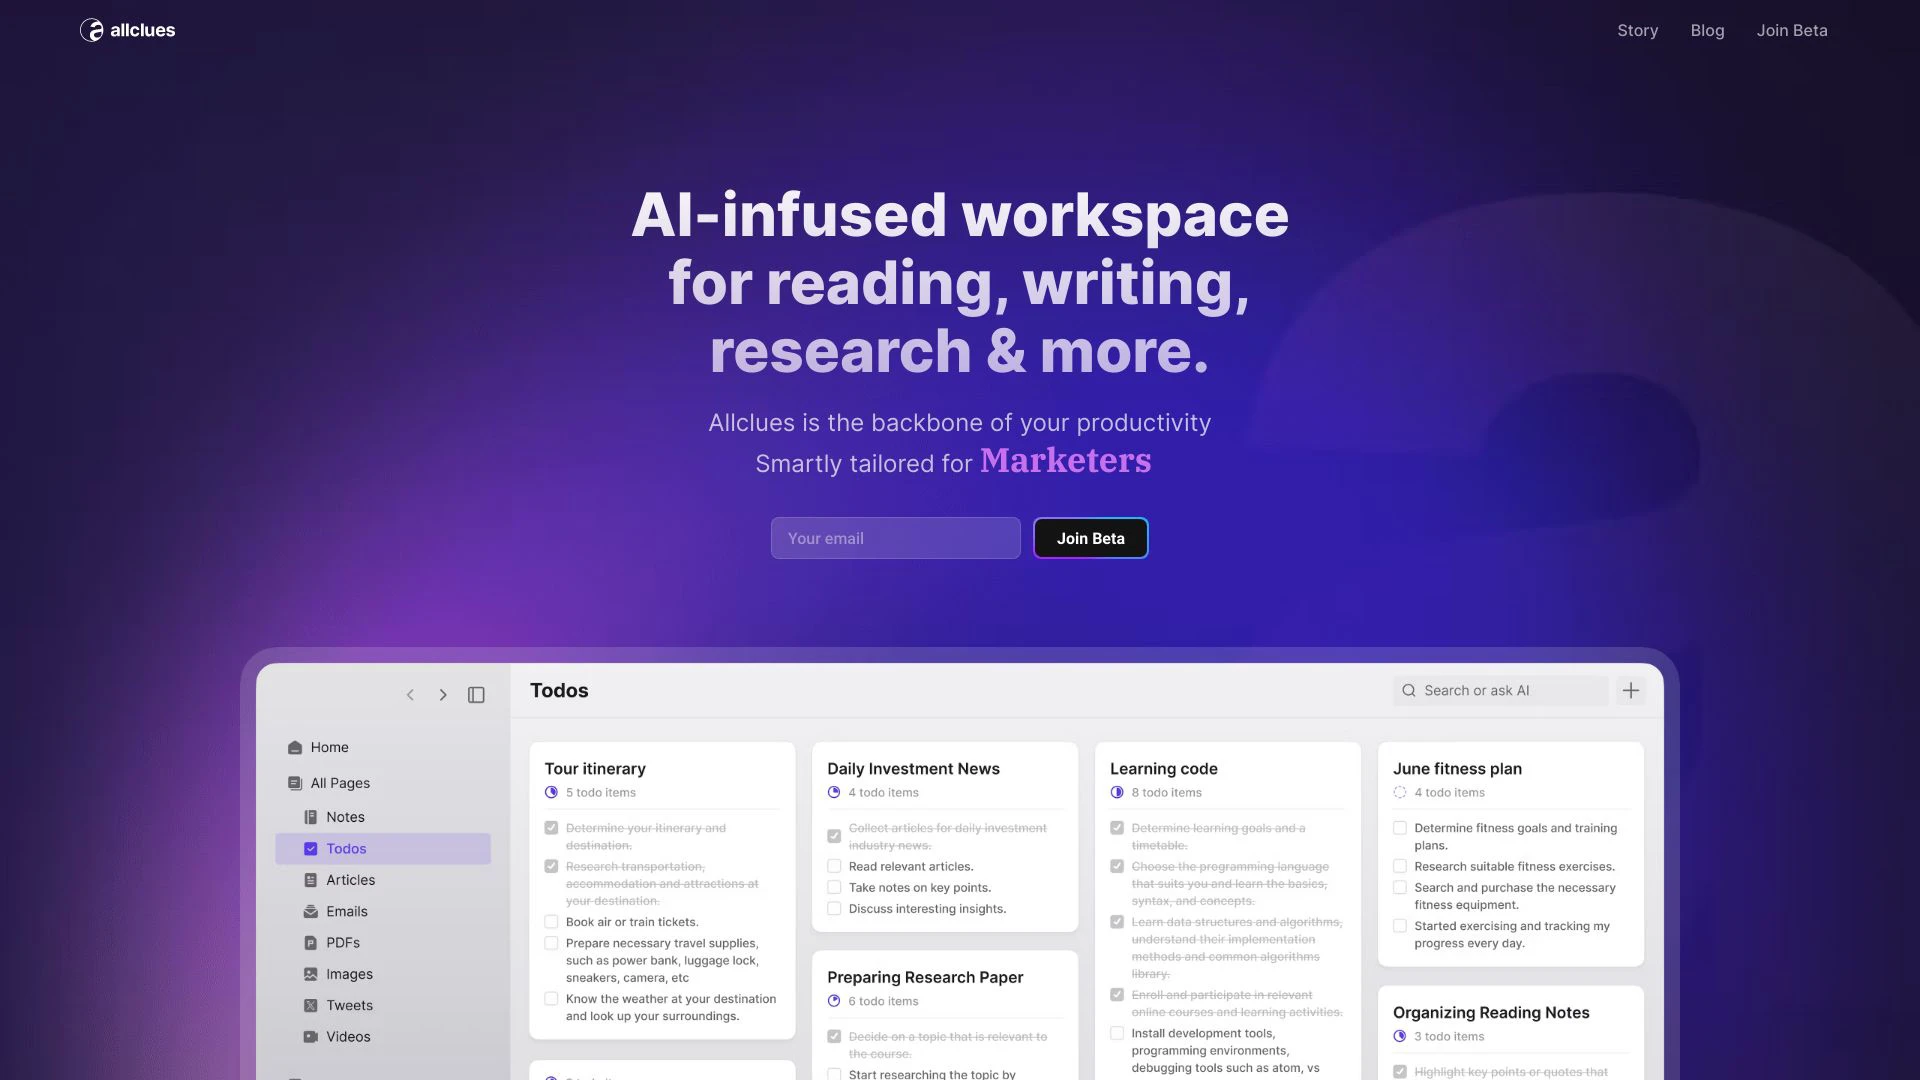 allclues
Story
Blog
Join Beta
AI-infused workspace
for reading, writing,
research & more.
Allclues is the backbone of your productivity
Smartly tailored for Marketers
Your email
Join Beta
Home
All Pages
Notes
Todos
Articles
Emails
PDFs
Images
Tweets
Videos
Todos
Search or ask AI
Tour itinerary
5 todo items
Determine your itinerary and
destination.
Research transportation,
accommodation and attractions at
your destination.
Book air or train tickets.
Prepare necessary travel supplies,
such as power bank, luggage lock,
sneakers, camera, etc
Know the weather at your destination
and look up your surroundings.
Daily Investment News
4 todo items
Collect articles for daily investment
industry news.
Read relevant articles.
Take notes on key points.
Discuss interesting insights.
Preparing Research Paper
6 todo items
Decide on a topic that is relevant to
the course.
Start researching the topic by
Learning code
8 todo items
Determine learning goals and a
timetable.
Choose the programming language
that suits you and learn the basics,
syntax, and concepts.
Learn data structures and algorithms,
understand their implementation
methods and common algorithms
library.
Enroll and participate in relevant
online courses and learning activities.
Install development tools,
programming environments,
debugging tools such as atom, vs
June fitness plan
4 todo items
Determine fitness goals and training
plans.
Research suitable fitness exercises.
Search and purchase the necessary
fitness equipment.
Started exercising and tracking my
progress every day.
Organizing Reading Notes
3 todo items
Highlight key points or quotes that